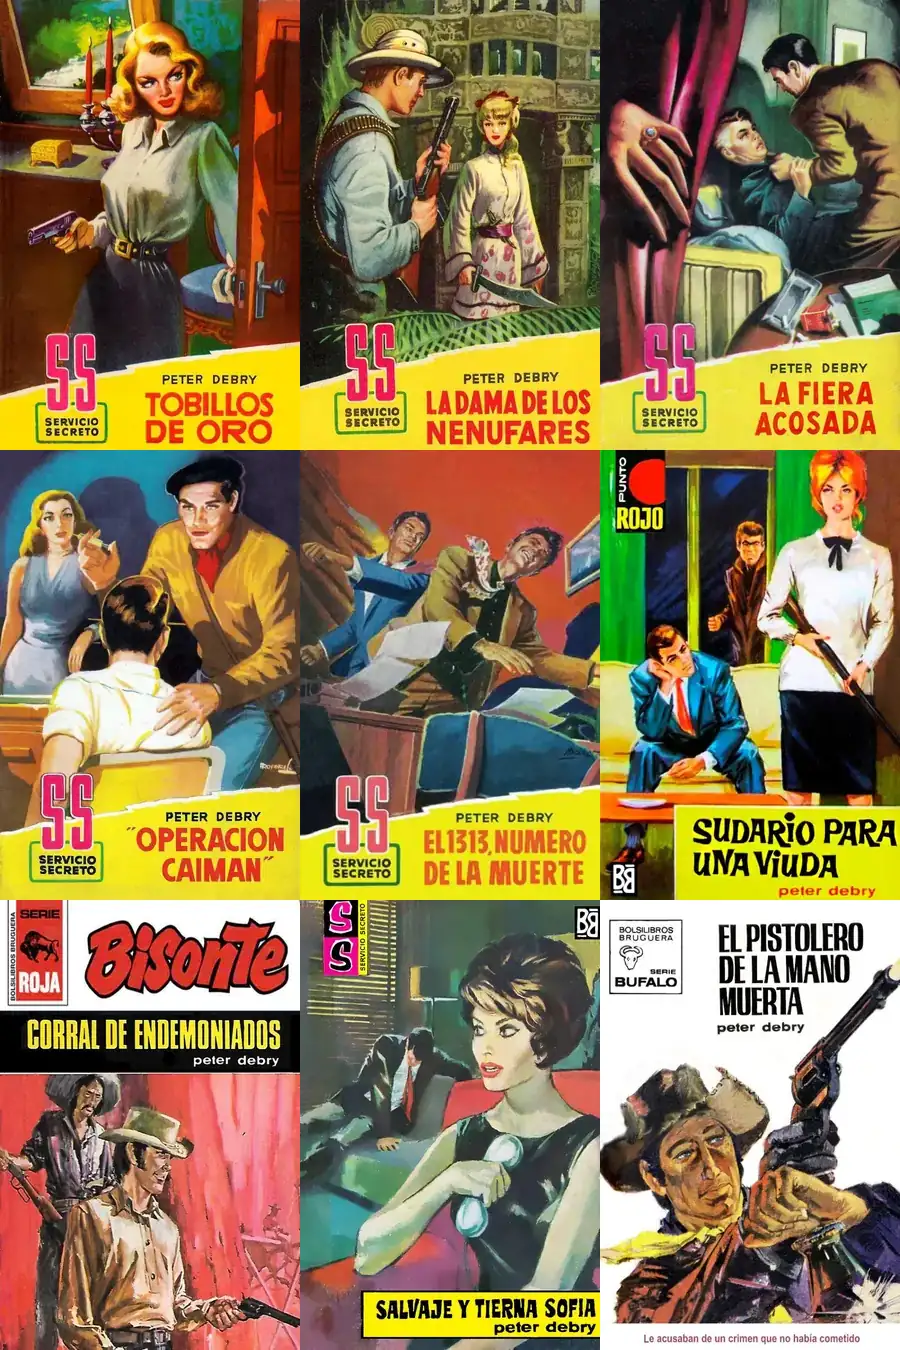 S.S
SERVICIO
SECRETO
PETER DEBRY
TOBILLOS
DE ORO
S.S
SERVICIO
SECRETO
PETER DEBRY
LA DAMA DE LOS
NENUFARES
S.S
SERVICIO
SECRETO
PETER DEBRY
LA FIERA
ACOSADA
S.S
SERVICIO
SECRETO
PETER DEBRY
"OPERACION
CAIMAN"
S.S
SERVICIO
SECRETO
PETER DEBRY
EL 1313, NUMERO
DE LA MUERTE
PUNTO
ROJO
B
SUDARIO PARA
UNA VIUDA
peter debry
BOLSILIBROS BRUGUERA
SERIE
ROJA
BISONTE
CORRAL DE ENDEMONIADOS
peter debry
SS
SERVICIO SECRETO
B
SALVAJE Y TIERNA SOFIA
peter debry
BOLSILIBROS
BRUGUERA
SERIE
BUFALO
EL PISTOLERO
DE LA MANO
MUERTA
peter debry
Le acusaban de un crimen que no había cometido